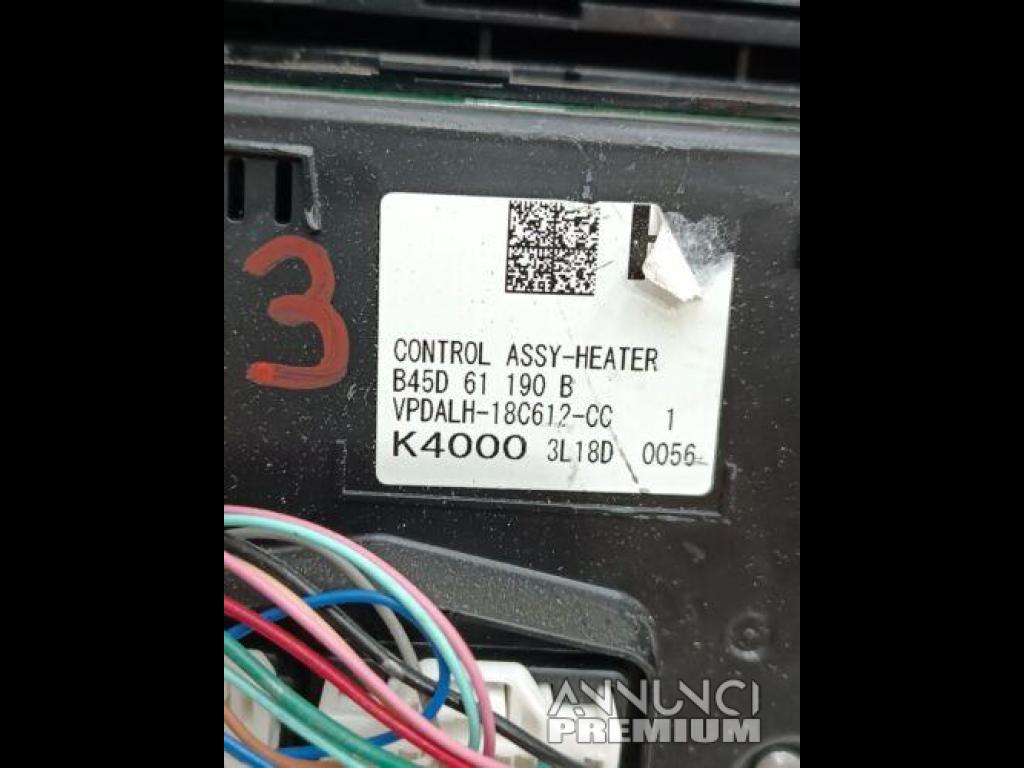 3
CONTROL ASSY-HEATER
B45D 61 190 B
VPDALH-18C612-CC 1
K4000 3L18D 0056
ANNUNCI
PREMIUM